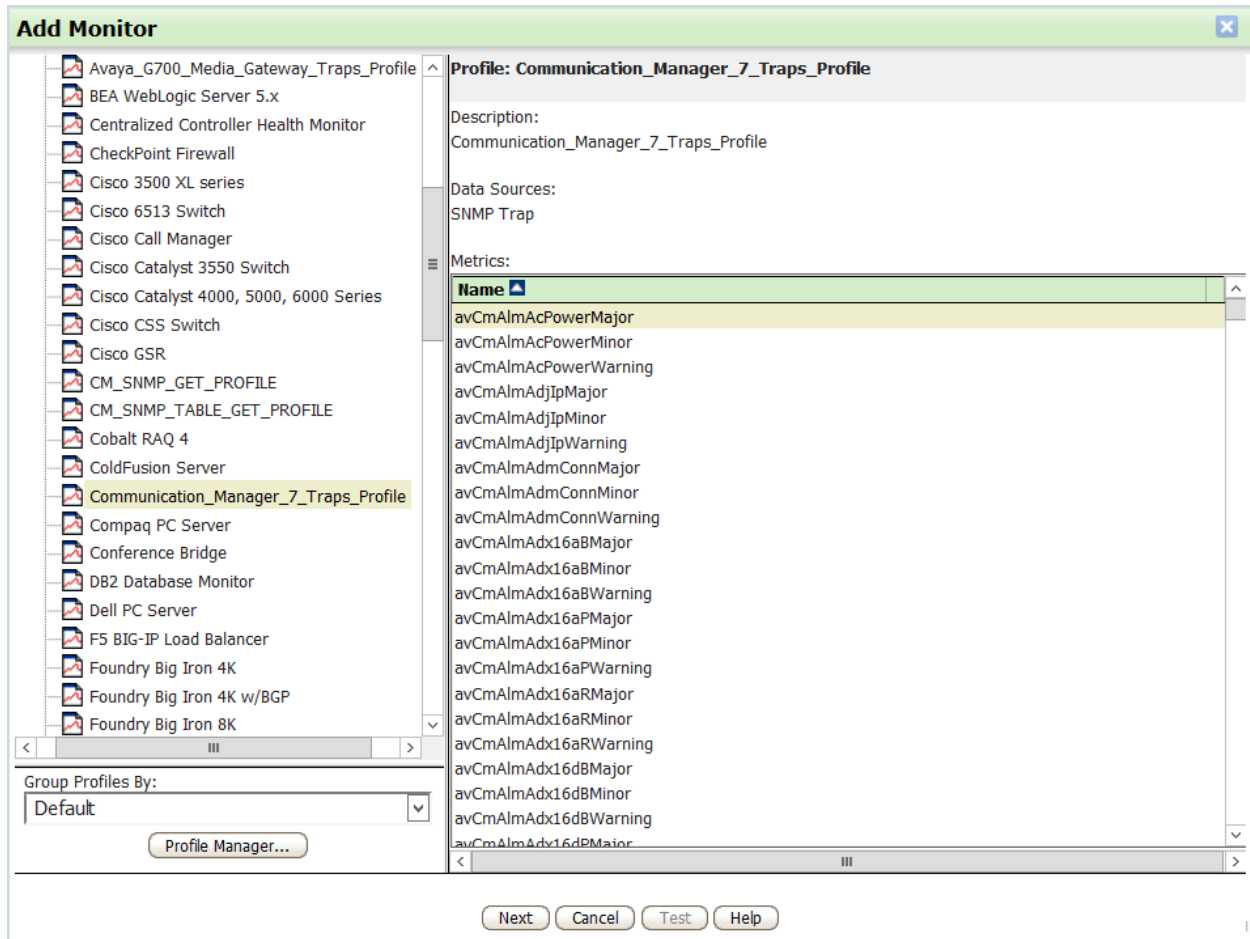 Add Monitor
Avaya_G700_Media_Gateway_Traps_Profile
BEA WebLogic Server 5.x
Centralized Controller Health Monitor
CheckPoint Firewall
Cisco 3500 XL series
Cisco 6513 Switch
Cisco Call Manager
Cisco Catalyst 3550 Switch
Cisco Catalyst 4000, 5000, 6000 Series
Cisco CSS Switch
Cisco GSR
CM_SNMP_GET_PROFILE
CM_SNMP_TABLE_GET_PROFILE
Cobalt RAQ 4
ColdFusion Server
Communication_Manager_7_Traps_Profile
Compaq PC Server
Conference Bridge
DB2 Database Monitor
Dell PC Server
F5 BIG-IP Load Balancer
Foundry Big Iron 4K
Foundry Big Iron 4K w/BGP
Foundry Big Iron 8K
Group Profiles By:
Default
Profile Manager...
Profile: Communication_Manager_7_Traps_Profile
Description:
Communication_Manager_7_Traps_Profile
Data Sources:
SNMP Trap
Metrics:
Name
avCmAlmAcPowerMajor
avCmAlmAcPowerMinor
avCmAlmAcPowerWarning
avCmAlmAdjIpMajor
avCmAlmAdjIpMinor
avCmAlmAdjIpWarning
avCmAlmAdmConnMajor
avCmAlmAdmConnMinor
avCmAlmAdmConnWarning
avCmAlmAdx16aBMajor
avCmAlmAdx16aBMinor
avCmAlmAdx16aBWarning
avCmAlmAdx16aPMajor
avCmAlmAdx16aPMinor
avCmAlmAdx16aPWarning
avCmAlmAdx16aRMajor
avCmAlmAdx16aRMinor
avCmAlmAdx16aRWarning
avCmAlmAdx16dBMajor
avCmAlmAdx16dBMinor
avCmAlmAdx16dBWarning
avCmAlmAdx16dPMajor
Next
Cancel
Test
Help